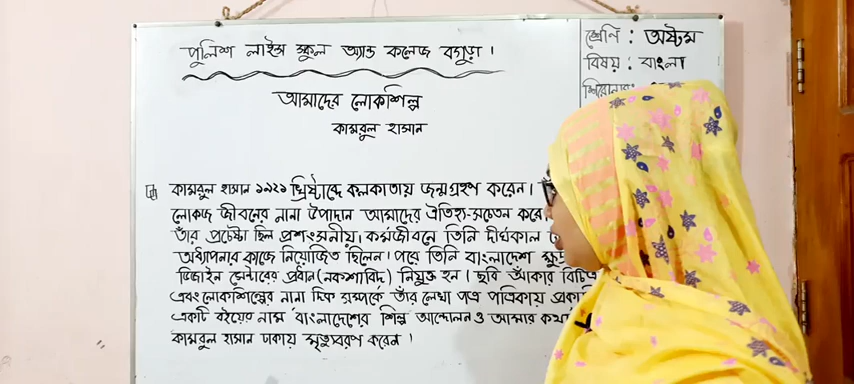 পুলিশ লাইন্স স্কুল অ্যান্ড কলেজ বগুড়া।
শ্রেণি : অষ্টম
বিষয় : বাংলা
আমাদের লোকশিল্প
কামরুল হাসান
কামরুল হাসান ১৯২১ খ্রিষ্টাব্দে কলকাতায় জন্মগ্রহণ করেন।
লোকজ জীবনের নানা উপাদান আমাদের ঐতিহ্য-সচেতন করে
তাঁর প্রচেষ্টা ছিল প্রশংসনীয়। কর্মজীবনে তিনি দীর্ঘকাল
অধ্যাপনার কাজে নিয়োজিত ছিলেন। পরে তিনি বাংলাদেশ
ডিজাইন সেন্টারের প্রধান (নকশাবিদ) নিযুক্ত হন। ছবি আঁকার
এবং লোকশিল্পের নানা দিক সম্পর্কে তাঁর লেখা পত্র পত্রিকায়
একটি বইয়ের নাম 'বাংলাদেশের শিল্প আন্দোলন ও আমার কথা
কামরুল হাসান ঢাকায় মৃত্যুবরণ করেন।